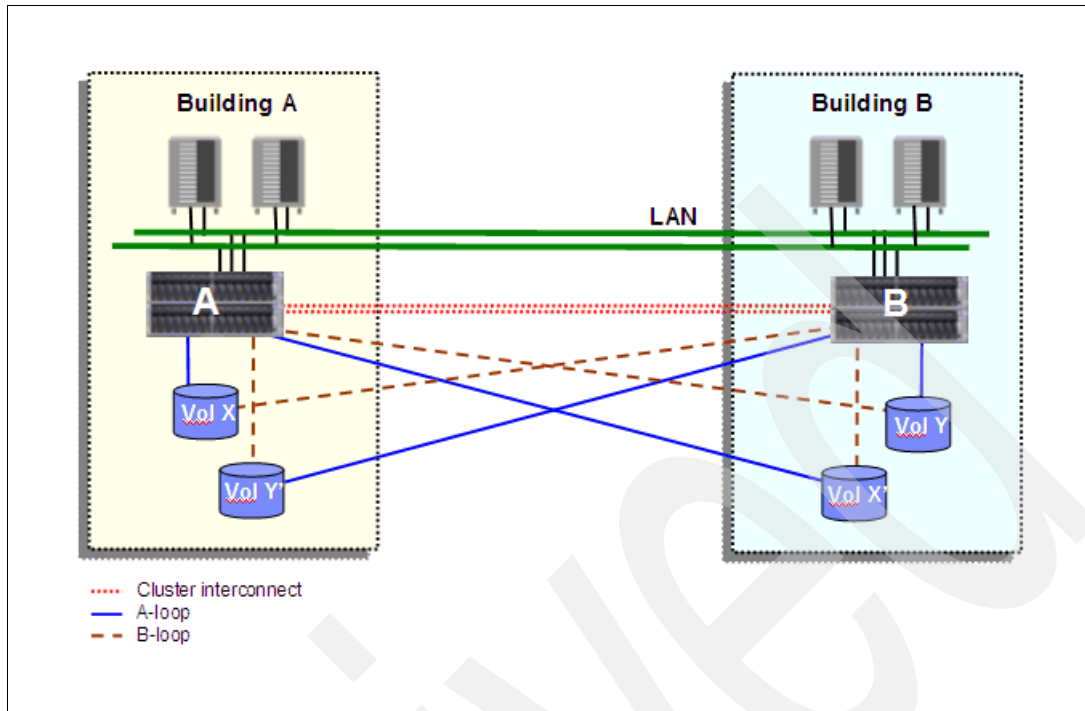 Building A
Building B
LAN
A
B
Vol X
Vol Y
Vol Y'
Vol X'
Cluster interconnect
A-loop
B-loop